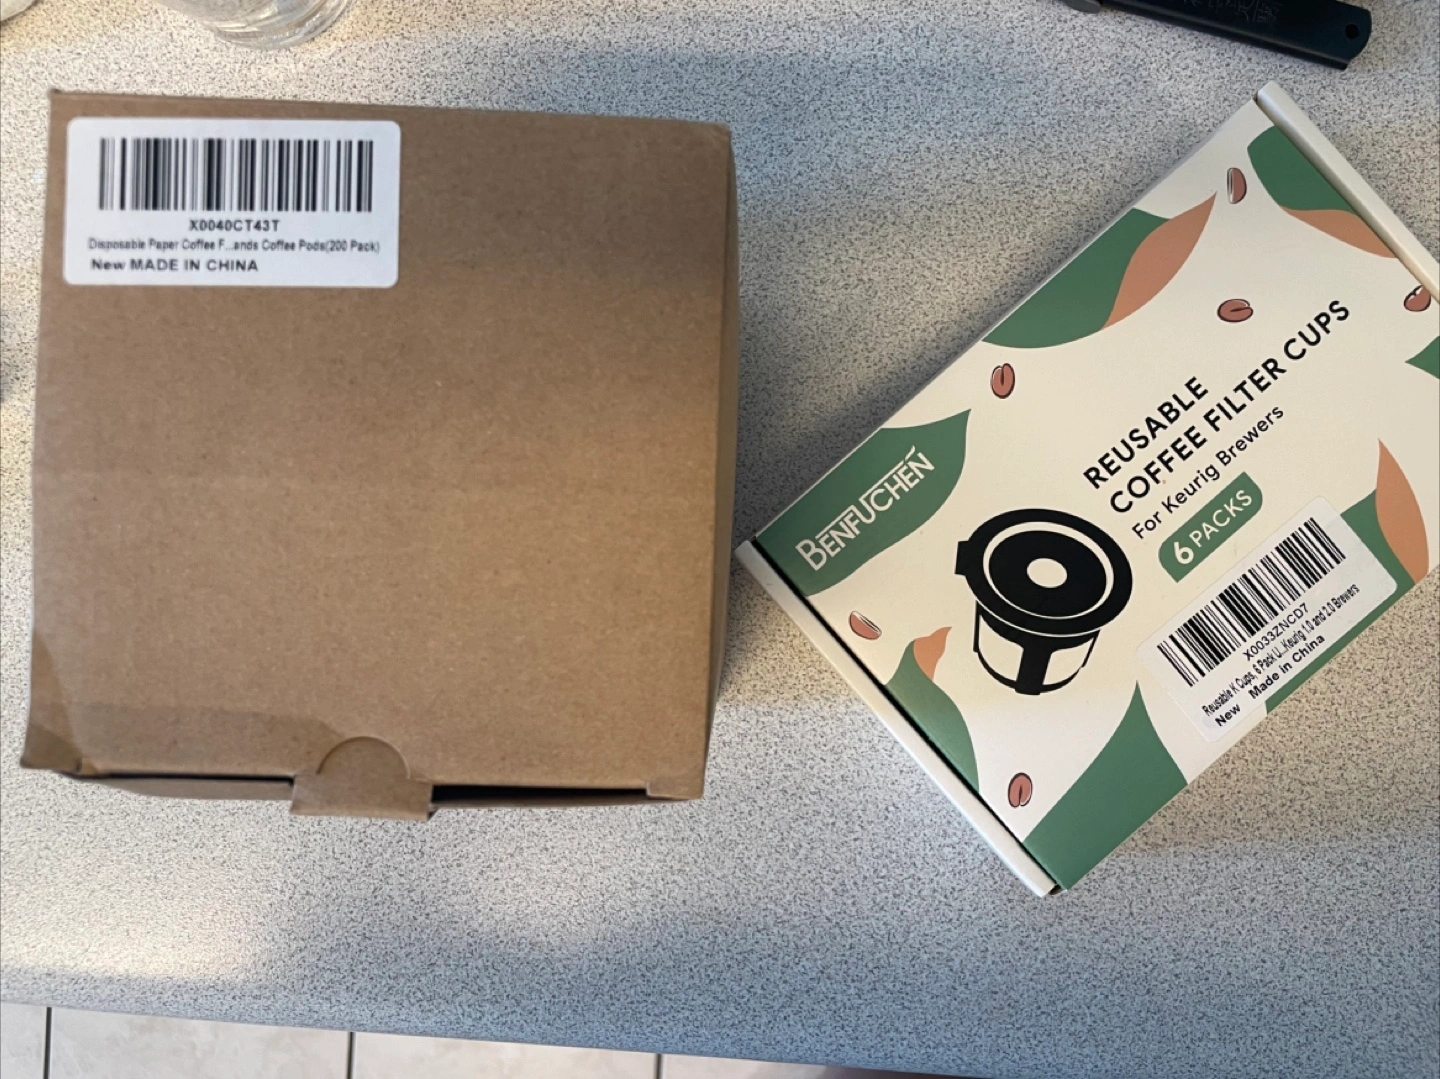 X0040CT43T
Disposable Paper Coffee F...ands Coffee Pods(200 Pack)
New MADE IN CHINA
BENFUCHEN
REUSABLE
COFFEE FILTER CUPS
For Keurig Brewers
6 PACKS
X0033ZNCD7
Reusable K Cups, 6 Pack U...Keurig 1.0 and 2.0 Brewers
New Made in China